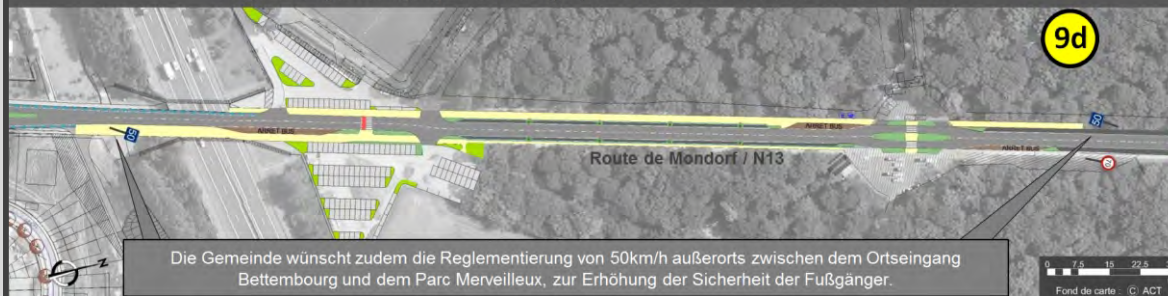 9d
50
ARRET BUS
ARRET BUS
50
Route de Mondorf / N13
ARRET BUS
N
Die Gemeinde wünscht zudem die Reglementierung von 50km/h außerorts zwischen dem Ortseingang
Bettembourg und dem Parc Merveilleux, zur Erhöhung der Sicherheit der Fußgänger.
0 7.5 15 22.5
Fond de carte : © ACT